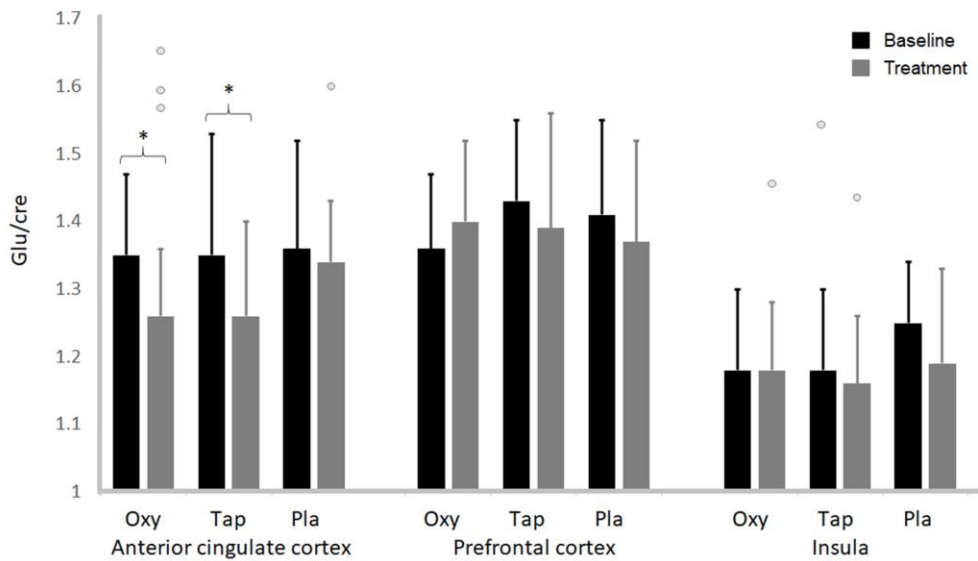 1.7
1.6
1.5
1.4
1.3
1.2
1.1
1
Glu/cre
Baseline
Treatment
*
*
Oxy Tap Pla Oxy Tap Pla Oxy Tap Pla
Anterior cingulate cortex Prefrontal cortex Insula